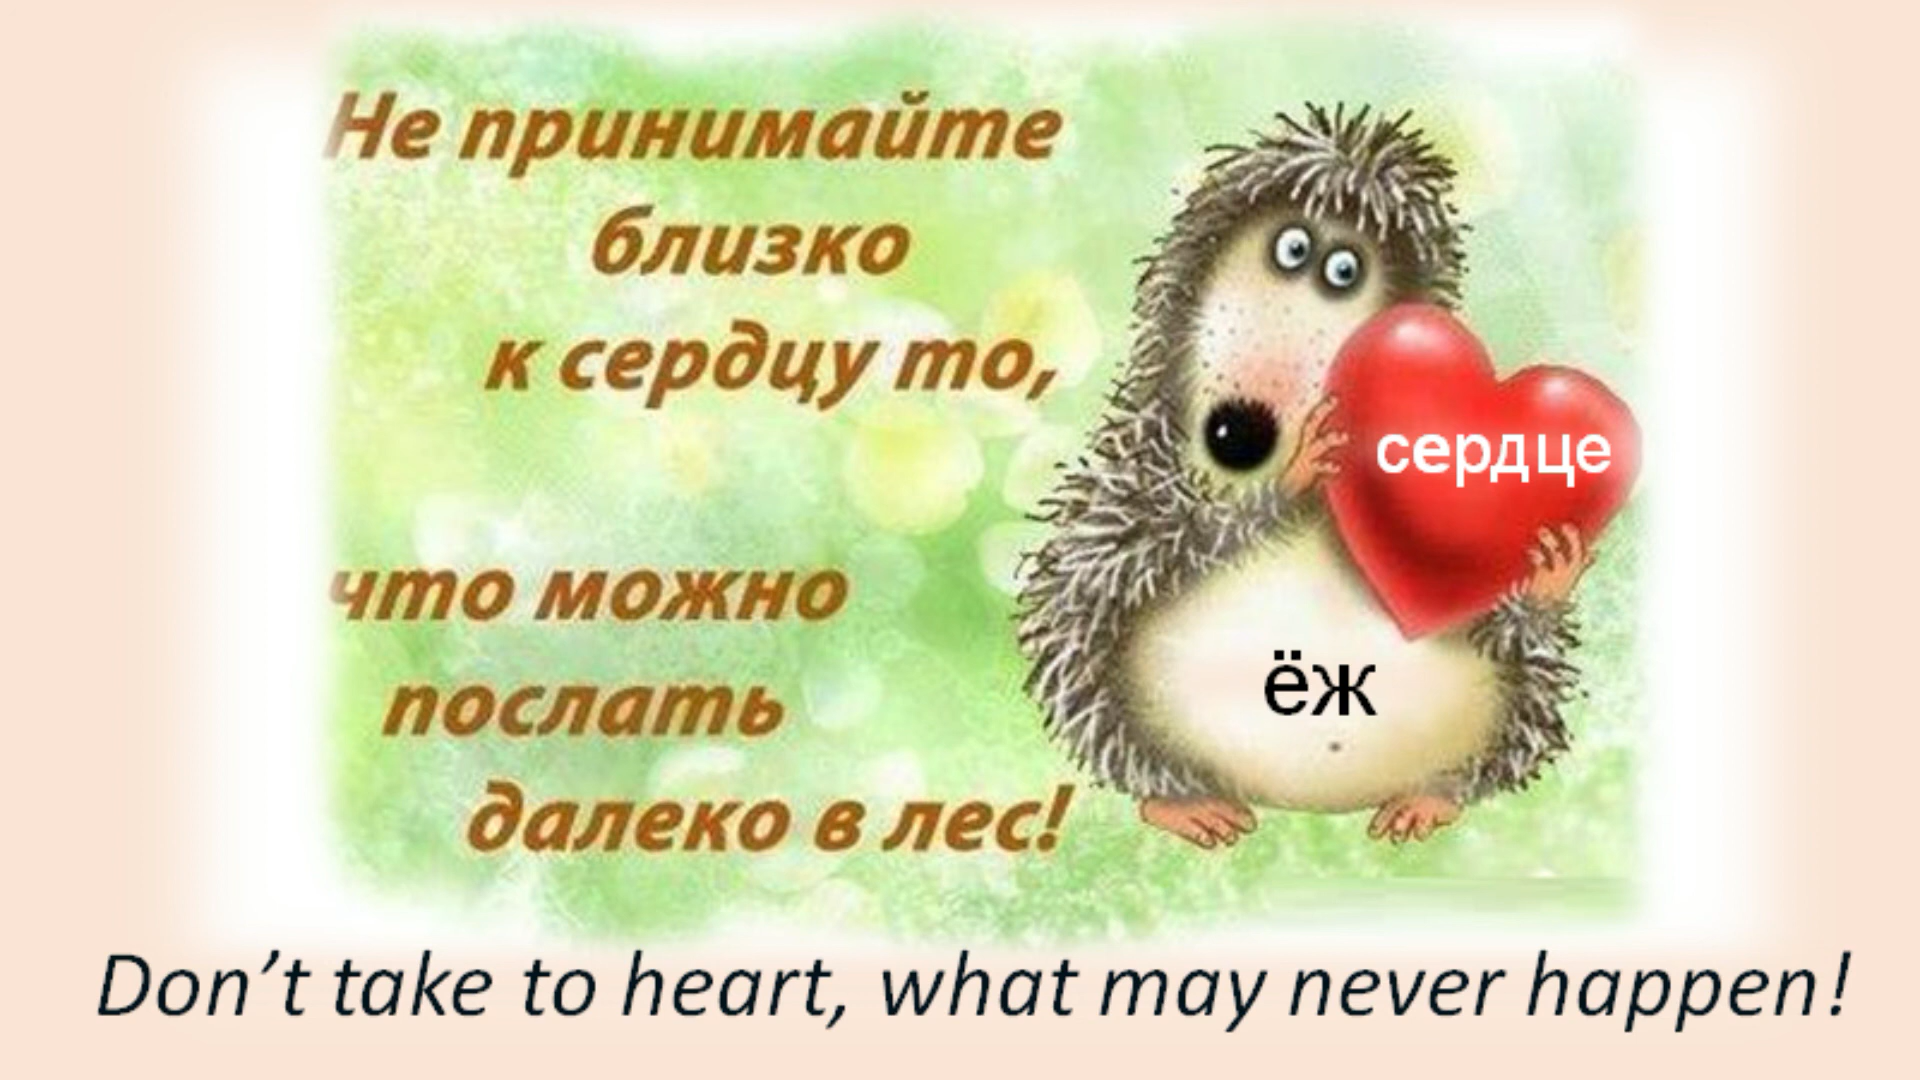 Не принимайте
близко
к сердцу то,
что можно
послать
далеко в лес!
сердце
ёж
Don’t take to heart, what may never happen!